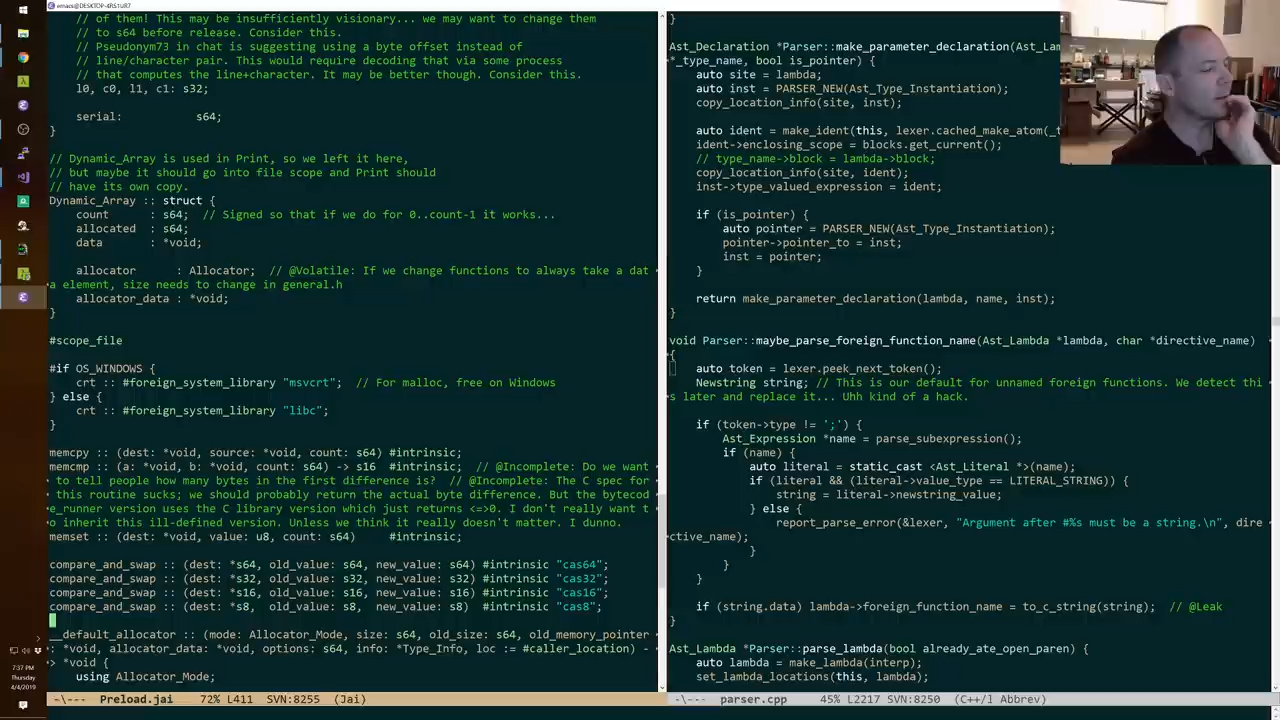 emacs@DESKTOP-4RS1UR7
// of them! This may be insufficiently visionary... we may want to change them
// to s64 before release. Consider this.
// Pseudonym73 in chat is suggesting using a byte offset instead of
// line/character pair. This would require decoding that via some process
// that computes the line+character. It may be better though. Consider this.
l0, c0, l1, c1: s32;
serial: s64;
}
// Dynamic_Array is used in Print, so we left it here,
// but maybe it should go into file scope and Print should
// have its own copy.
Dynamic_Array :: struct {
count : s64; // Signed so that if we do for 0..count-1 it works...
allocated : s64;
data : *void;
allocator : Allocator; // @Volatile: If we change functions to always take a dat
a element, size needs to change in general.h
allocator_data : *void;
}
#scope_file
#if OS_WINDOWS {
crt :: #foreign_system_library "msvcrt"; // For malloc, free on Windows
} else {
crt :: #foreign_system_library "libc";
}
memcpy :: (dest: *void, source: *void, count: s64) #intrinsic;
memcmp :: (a: *void, b: *void, count: s64) -> s16 #intrinsic; // @Incomplete: Do we want
to tell people how many bytes in the first difference is? // @Incomplete: The C spec for
this routine sucks; we should probably return the actual byte difference. But the bytecod
e_runner version uses the C library version which just returns <=>0. I don't really want t
o inherit this ill-defined version. Unless we think it really doesn't matter. I dunno.
memset :: (dest: *void, value: u8, count: s64) #intrinsic;
compare_and_swap :: (dest: *s64, old_value: s64, new_value: s64) #intrinsic "cas64";
compare_and_swap :: (dest: *s32, old_value: s32, new_value: s32) #intrinsic "cas32";
compare_and_swap :: (dest: *s16, old_value: s16, new_value: s16) #intrinsic "cas16";
compare_and_swap :: (dest: *s8, old_value: s8, new_value: s8) #intrinsic "cas8";
__default_allocator :: (mode: Allocator_Mode, size: s64, old_size: s64, old_memory_pointer
: *void, allocator_data: *void, options: s64, info: *Type_Info, loc := #caller_location) -
> *void {
using Allocator_Mode;
-\--- Preload.jai 72% L411 SVN:8255 (Jai)
}
Ast_Declaration *Parser::make_parameter_declaration(Ast_La
*_type_name, bool is_pointer) {
auto site = lambda;
auto inst = PARSER_NEW(Ast_Type_Instantiation);
copy_location_info(site, inst);
auto ident = make_ident(this, lexer.cached_make_atom(_t
ident->enclosing_scope = blocks.get_current();
// type_name->block = lambda->block;
copy_location_info(site, ident);
inst->type_valued_expression = ident;
if (is_pointer) {
auto pointer = PARSER_NEW(Ast_Type_Instantiation);
pointer->pointer_to = inst;
inst = pointer;
}
return make_parameter_declaration(lambda, name, inst);
}
void Parser::maybe_parse_foreign_function_name(Ast_Lambda *lambda, char *directive_name)
{
auto token = lexer.peek_next_token();
Newstring string; // This is our default for unnamed foreign functions. We detect thi
s later and replace it... Uhh kind of a hack.
if (token->type != ';') {
Ast_Expression *name = parse_subexpression();
if (name) {
auto literal = static_cast <Ast_Literal *>(name);
if (literal && (literal->value_type == LITERAL_STRING)) {
string = literal->newstring_value;
} else {
report_parse_error(&lexer, "Argument after #%s must be a string.\n", dire
ctive_name);
}
}
}
if (string.data) lambda->foreign_function_name = to_c_string(string); // @Leak
}
Ast_Lambda *Parser::parse_lambda(bool already_ate_open_paren) {
auto lambda = make_lambda(interp);
set_lambda_locations(this, lambda);
-\--- parser.cpp 45% L2217 SVN:8250 (C++/l Abbrev)
7:37 PM
Thursday
4/4/2019